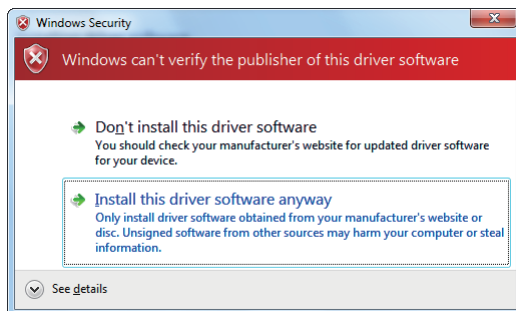 Windows Security
Windows can't verify the publisher of this driver software
Don't install this driver software
You should check your manufacturer's website for updated driver software
for your device.
Install this driver software anyway
Only install driver software obtained from your manufacturer's website or
disc. Unsigned software from other sources may harm your computer or steal
information.
See details